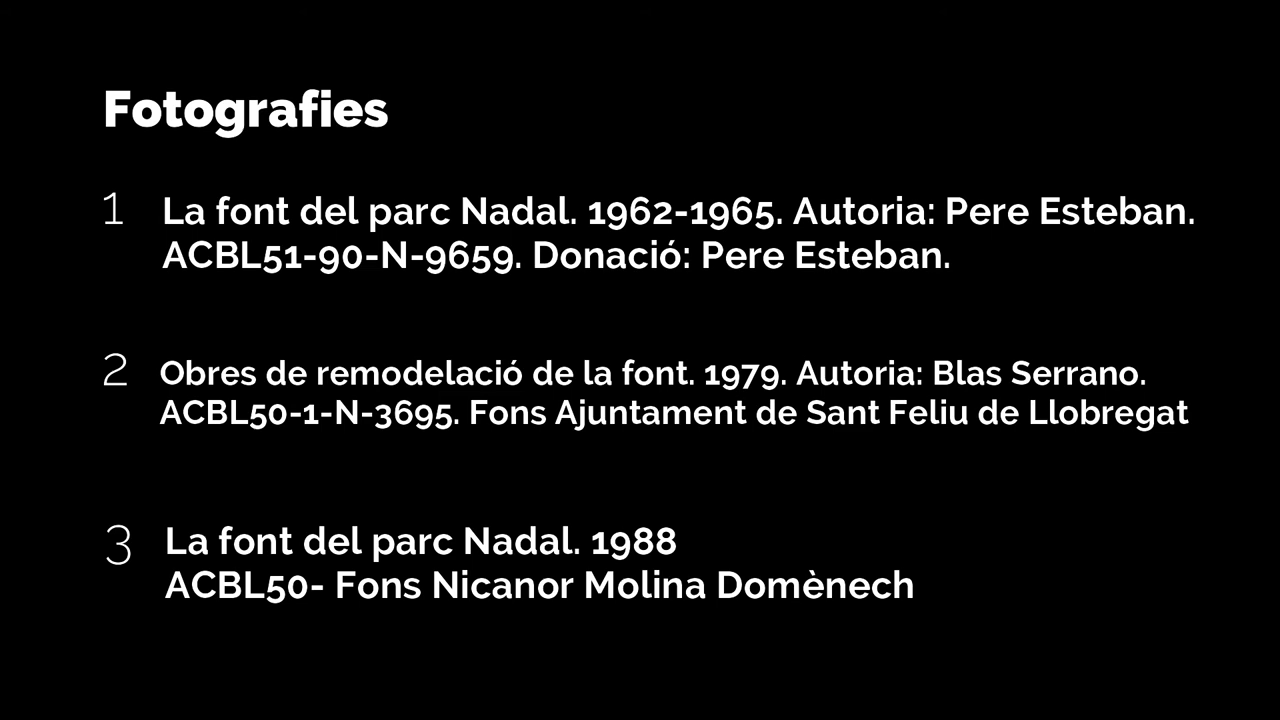 Fotografies
1 La font del parc Nadal. 1962-1965. Autoria: Pere Esteban.
ACBL51-90-N-9659. Donació: Pere Esteban.
2 Obres de remodelació de la font. 1979. Autoria: Blas Serrano.
ACBL50-1-N-3695. Fons Ajuntament de Sant Feliu de Llobregat
3 La font del parc Nadal. 1988
ACBL50- Fons Nicanor Molina Domènech